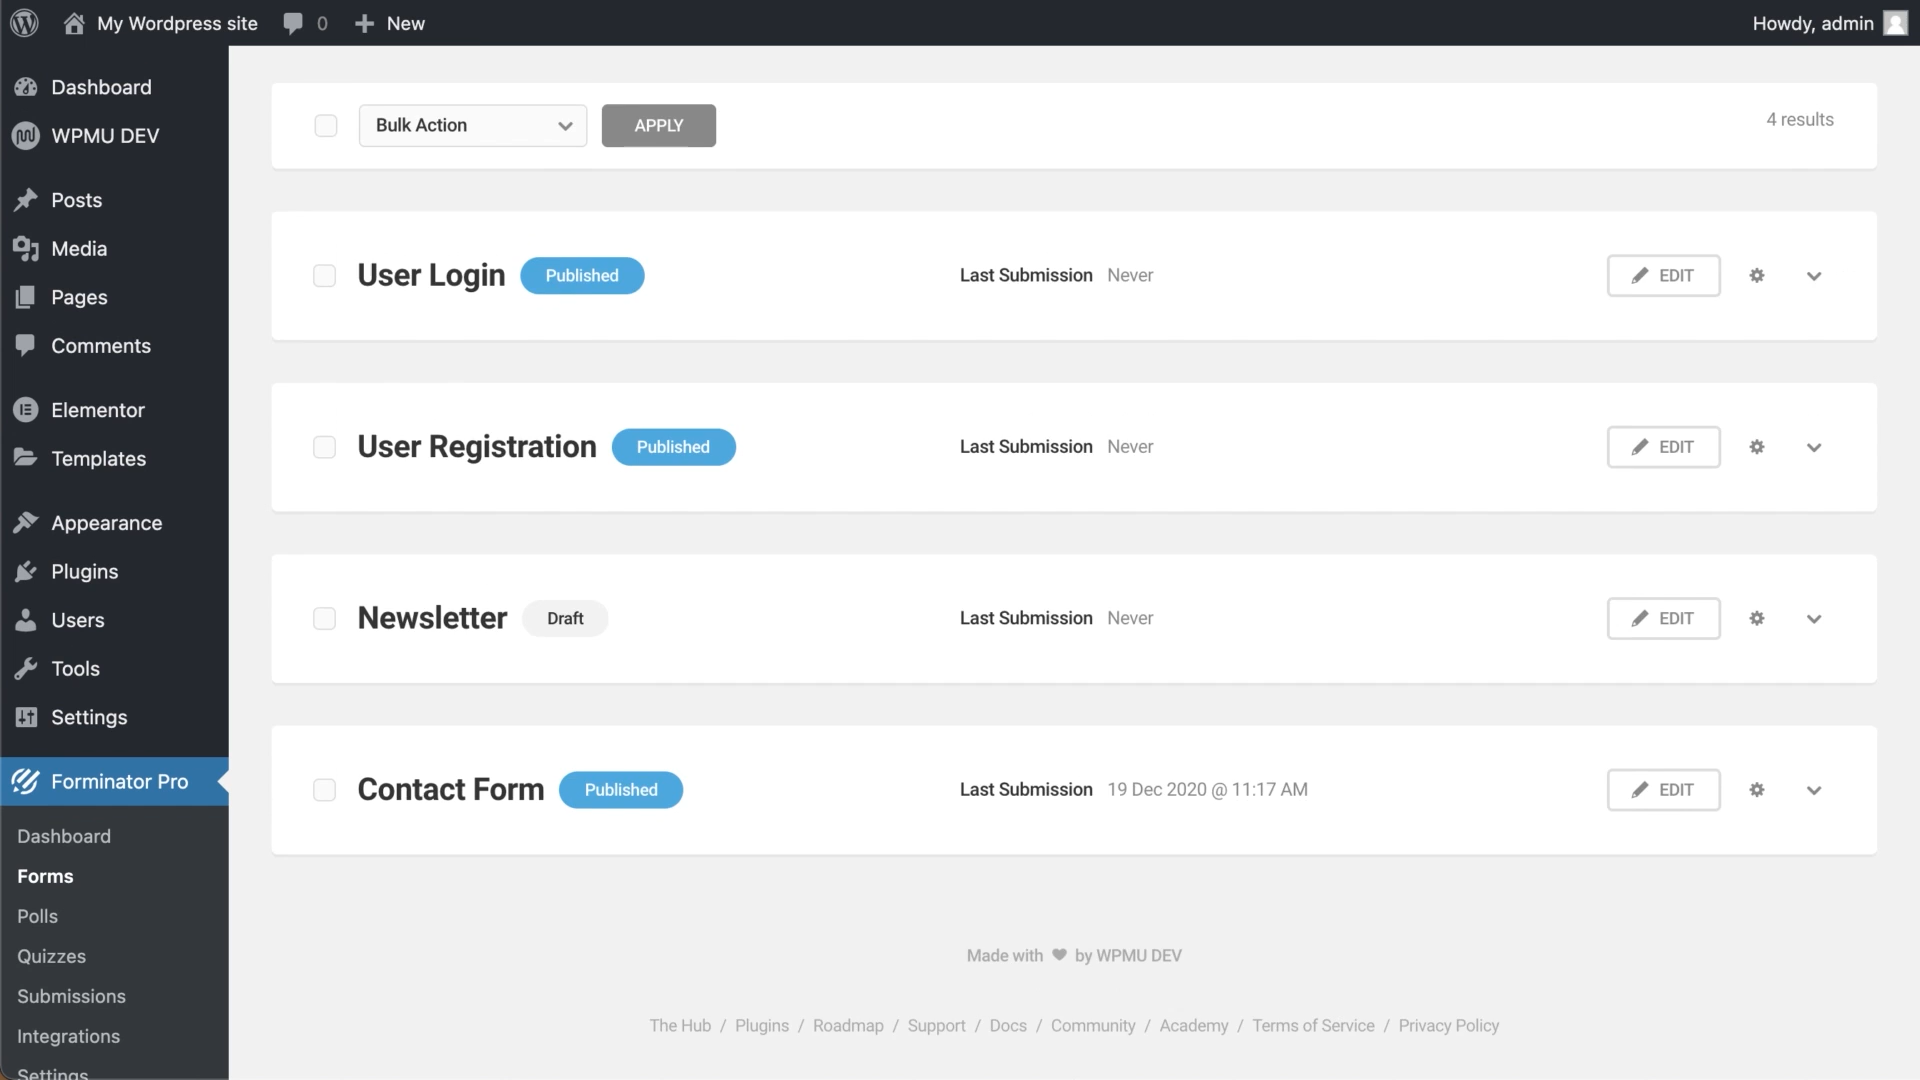 My Wordpress site 0 New Howdy, admin
Dashboard
WPMU DEV
Posts
Media
Pages
Comments
Elementor
Templates
Appearance
Plugins
Users
Tools
Settings
Forminator Pro
Dashboard
Forms
Polls
Quizzes
Submissions
Integrations
Settings
Bulk Action APPLY 4 results
User Login Published Last Submission Never EDIT
User Registration Published Last Submission Never EDIT
Newsletter Draft Last Submission Never EDIT
Contact Form Published Last Submission 19 Dec 2020 @ 11:17 AM EDIT
Made with ♥ by WPMU DEV
The Hub / Plugins / Roadmap / Support / Docs / Community / Academy / Terms of Service / Privacy Policy